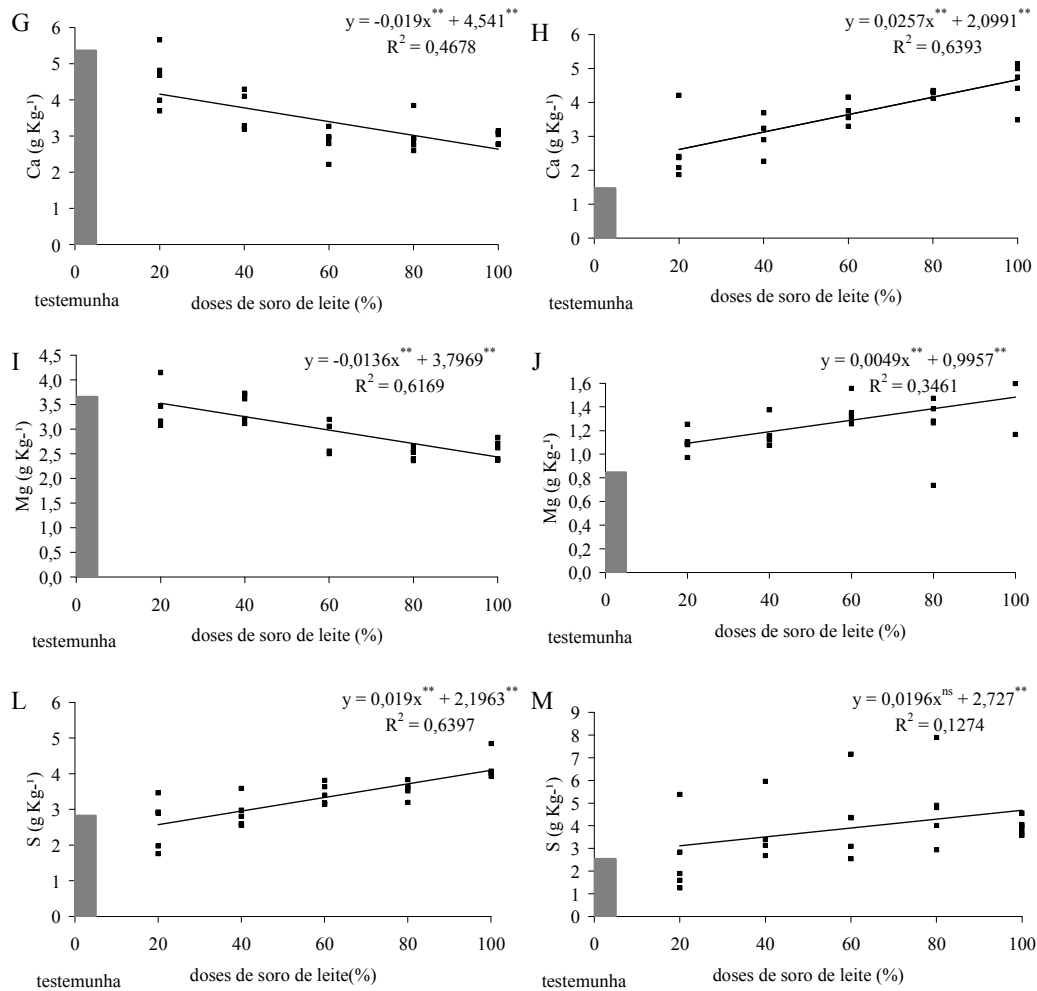 G
y = -0,019x** + 4,541**
R² = 0,4678
Ca (g Kg-¹)
6
5
4
3
2
1
0
0 20 40 60 80 100
testemunha
doses de soro de leite (%)
H
y = 0,0257x** + 2,0991**
R² = 0,6393
Ca (g Kg-¹)
6
5
4
3
2
1
0
0 20 40 60 80 100
testemunha
doses de soro de leite (%)
I
y = -0,0136x** + 3,7969**
R² = 0,6169
Mg (g Kg-¹)
4,5
4,0
3,5
3,0
2,5
2,0
1,5
1,0
0,5
0,0
0 20 40 60 80 100
testemunha
doses de soro de leite (%)
J
y = 0,0049x** + 0,9957**
R² = 0,3461
Mg (g Kg-¹)
1,6
1,4
1,2
1,0
0,8
0,6
0,4
0,2
0,0
0 20 40 60 80 100
testemunha
doses de soro de leite (%)
L
y = 0,019x** + 2,1963**
R² = 0,6397
S (g Kg-¹)
6
5
4
3
2
1
0
0 20 40 60 80 100
testemunha
doses de soro de leite(%)
M
y = 0,0196xⁿˢ + 2,727**
R² = 0,1274
S (g Kg-¹)
9
8
7
6
5
4
3
2
1
0
0 20 40 60 80 100
testemunha
doses de soro de leite (%)